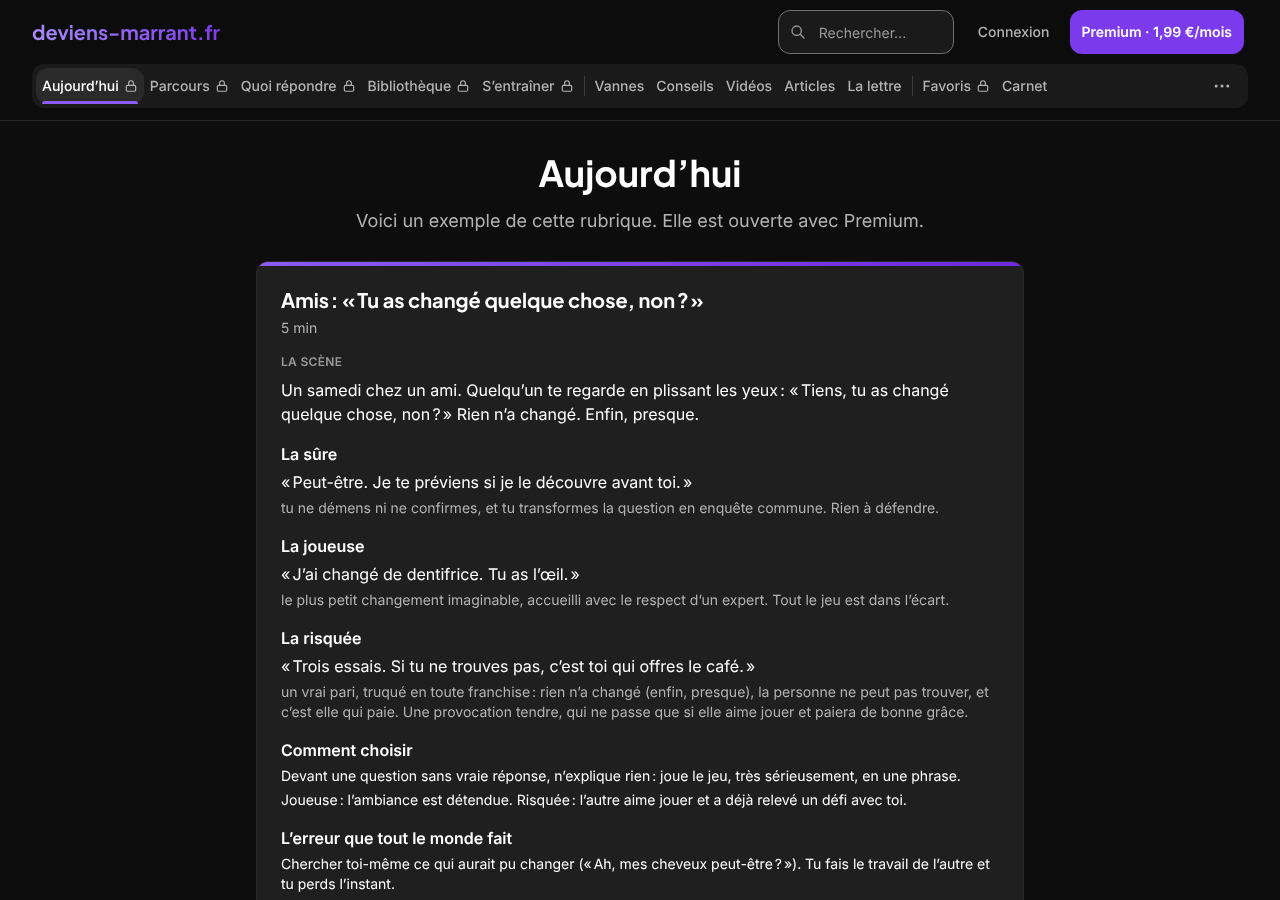 deviens-marrant.fr
Rechercher...
Connexion
Premium · 1,99 €/mois
Aujourd’hui
Parcours
Quoi répondre
Bibliothèque
S’entraîner
Vannes
Conseils
Vidéos
Articles
La lettre
Favoris
Carnet
Aujourd’hui
Voici un exemple de cette rubrique. Elle est ouverte avec Premium.
Amis : « Tu as changé quelque chose, non ? »
5 min
LA SCÈNE
Un samedi chez un ami. Quelqu’un te regarde en plissant les yeux : « Tiens, tu as changé
quelque chose, non ? » Rien n’a changé. Enfin, presque.
La sûre
« Peut-être. Je te préviens si je le découvre avant toi. »
tu ne démens ni ne confirmes, et tu transformes la question en enquête commune. Rien à défendre.
La joueuse
« J’ai changé de dentifrice. Tu as l’œil. »
le plus petit changement imaginable, accueilli avec le respect d’un expert. Tout le jeu est dans l’écart.
La risquée
« Trois essais. Si tu ne trouves pas, c’est toi qui offres le café. »
un vrai pari, truqué en toute franchise : rien n’a changé (enfin, presque), la personne ne peut pas trouver, et
c’est elle qui paie. Une provocation tendre, qui ne passe que si elle aime jouer et paiera de bonne grâce.
Comment choisir
Devant une question sans vraie réponse, n’explique rien : joue le jeu, très sérieusement, en une phrase.
Joueuse : l’ambiance est détendue. Risquée : l’autre aime jouer et a déjà relevé un défi avec toi.
L’erreur que tout le monde fait
Chercher toi-même ce qui aurait pu changer (« Ah, mes cheveux peut-être ? »). Tu fais le travail de l’autre et
tu perds l’instant.